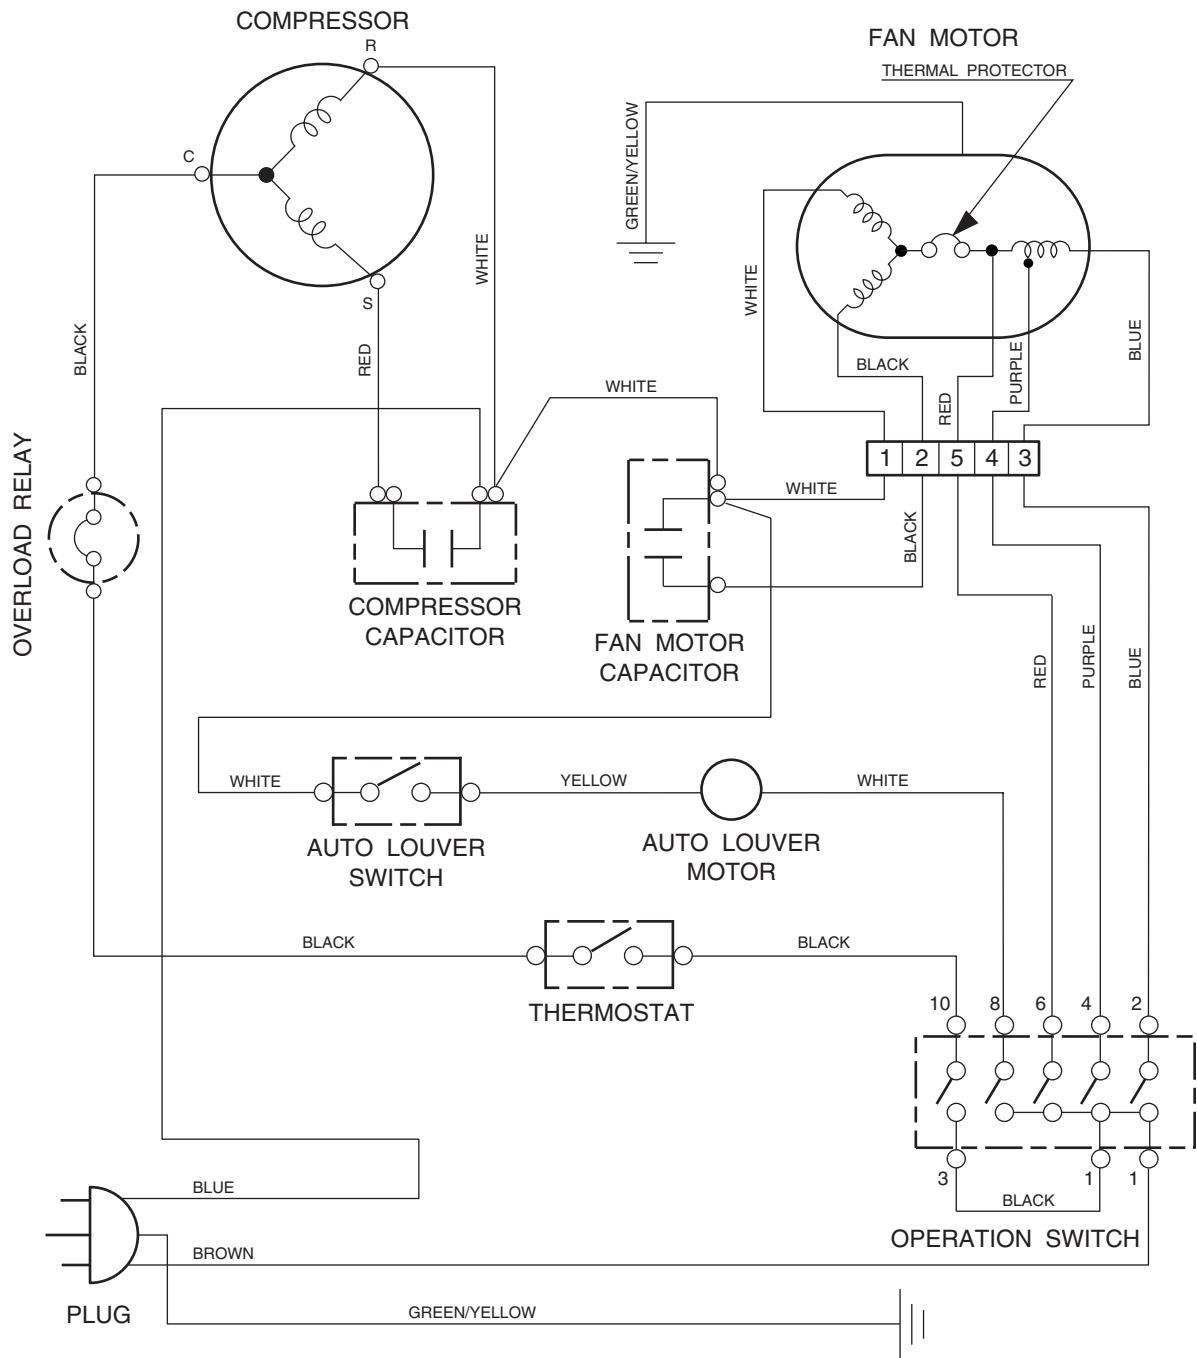 COMPRESSOR
R
FAN MOTOR
THERMAL PROTECTOR
C
GREEN/YELLOW
WHITE
WHITE
S
BLACK
RED
BLUE
BLACK
PURPLE
WHITE
RED
OVERLOAD RELAY
1 2 5 4 3
WHITE
BLACK
COMPRESSOR
CAPACITOR
FAN MOTOR
CAPACITOR
RED
PURPLE
BLUE
WHITE
YELLOW
WHITE
AUTO LOUVER
SWITCH
AUTO LOUVER
MOTOR
BLACK
BLACK
THERMOSTAT
10 8 6 4 2
3 1 1
BLACK
OPERATION SWITCH
BLUE
BROWN
PLUG
GREEN/YELLOW